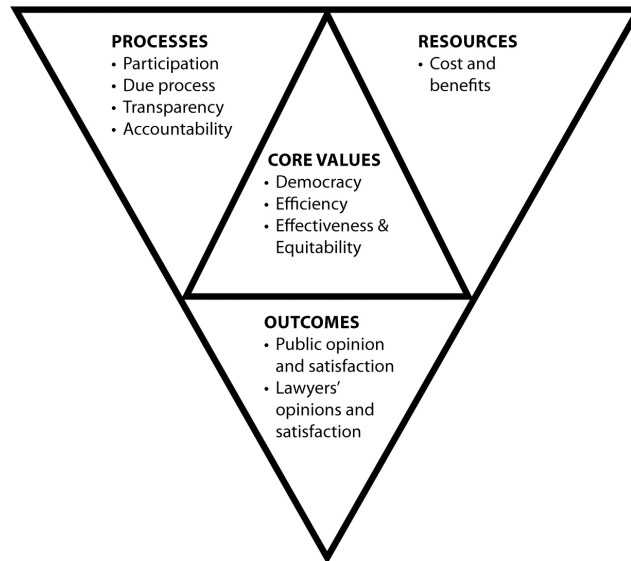 PROCESSES
• Participation
• Due process
• Transparency
• Accountability
RESOURCES
• Cost and
benefits
CORE VALUES
• Democracy
• Efficiency
• Effectiveness &
Equitability
OUTCOMES
• Public opinion
and satisfaction
• Lawyers'
opinions and
satisfaction